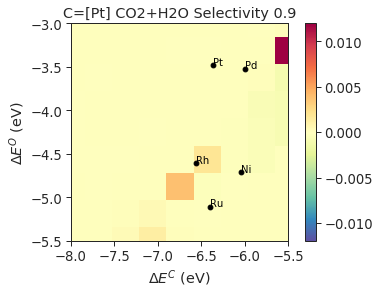 C=[Pt] CO2+H2O Selectivity 0.9
−3.0
−3.5
−4.0
−4.5
−5.0
−5.5
ΔE^O (eV)
Pt
Pd
Rh
Ni
Ru
−8.0 −7.5 −7.0 −6.5 −6.0 −5.5
ΔE^C (eV)
0.010
0.005
0.000
−0.005
−0.010